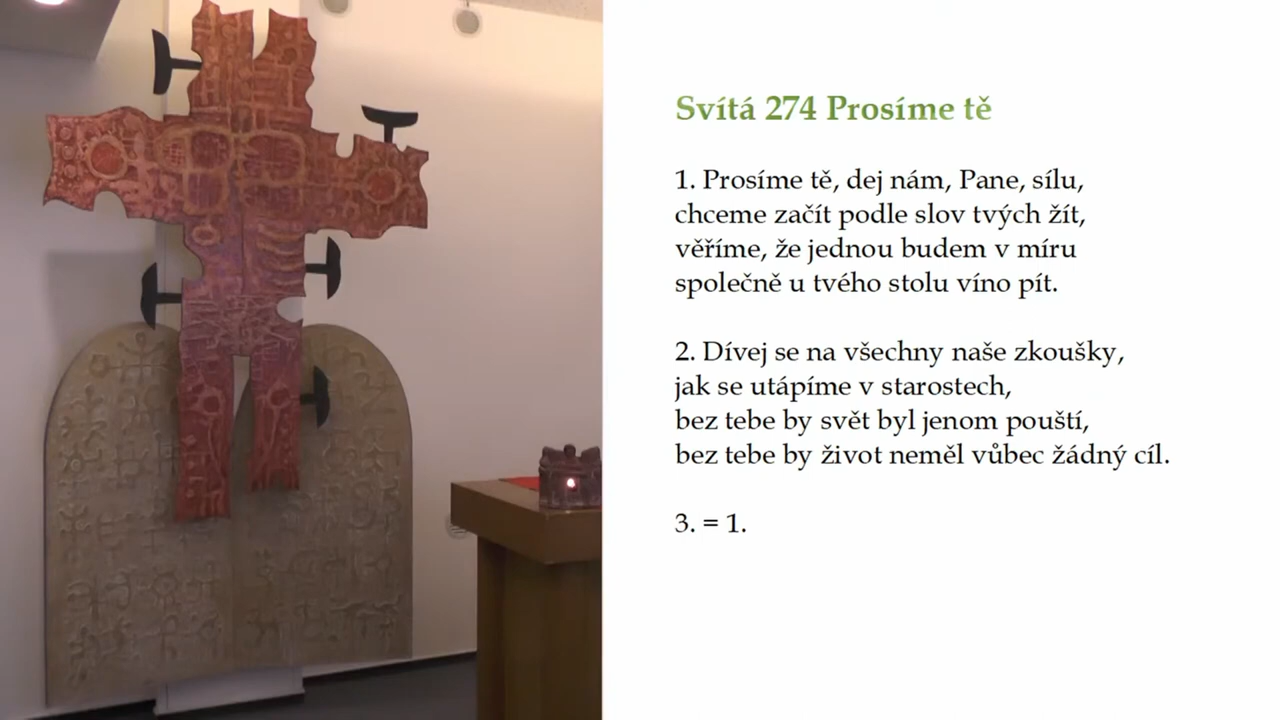 Svítá 274 Prosíme tě
1. Prosíme tě, dej nám, Pane, sílu,
chceme začít podle slov tvých žít,
věříme, že jednou budem v míru
společně u tvého stolu víno pít.
2. Dívej se na všechny naše zkoušky,
jak se utápíme v starostech,
bez tebe by svět byl jenom pouští,
bez tebe by život neměl vůbec žádný cíl.
3. = 1.